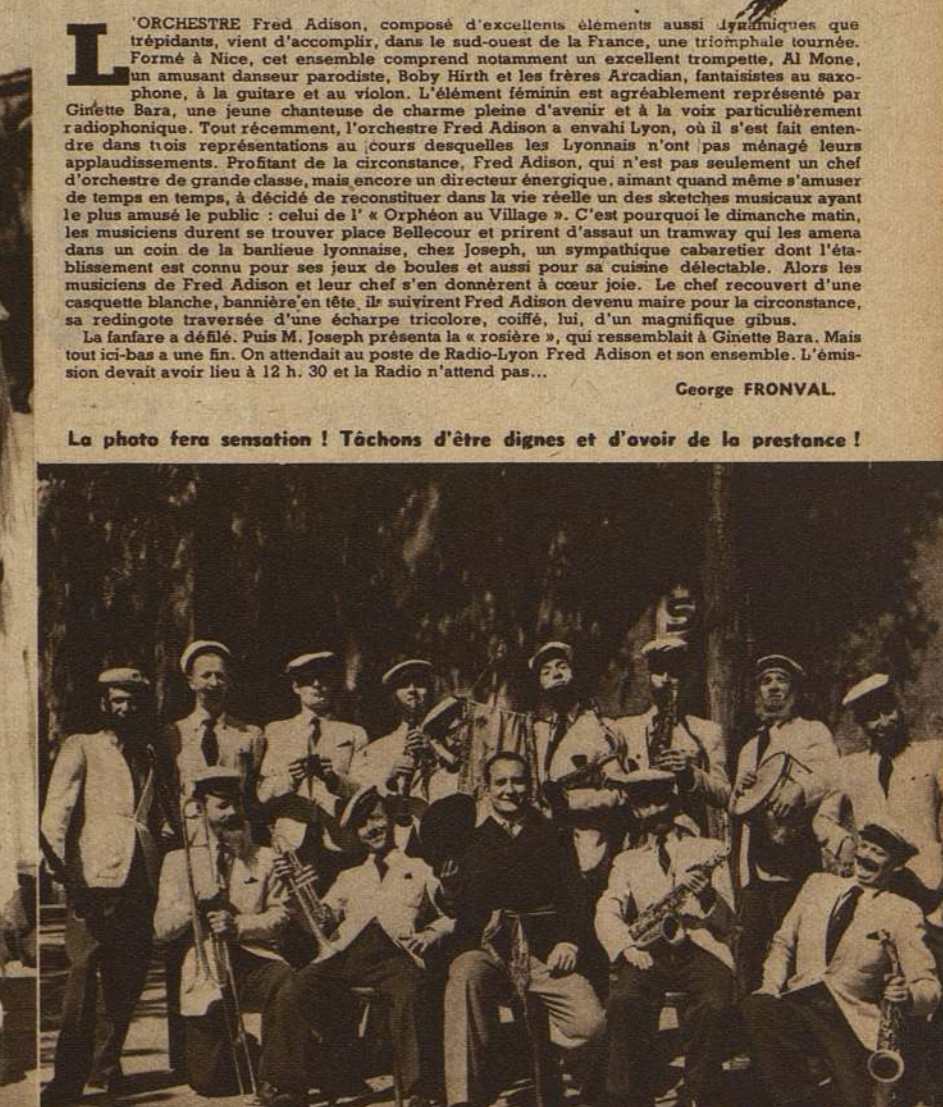 L'ORCHESTRE Fred Adison, composé d'excellents éléments aussi dynamiques que
trépidants, vient d'accomplir, dans le sud-ouest de la France, une triomphale tournée.
Formé à Nice, cet ensemble comprend notamment un excellent trompette, Al Mone,
un amusant danseur parodiste, Boby Hirth et les frères Arcadian, fantaisistes au saxo-
phone, à la guitare et au violon. L'élément féminin est agréablement représenté par
Ginette Bara, une jeune chanteuse de charme pleine d'avenir et à la voix particulièrement
radiophonique. Tout récemment, l'orchestre Fred Adison a envahi Lyon, où il s'est fait enten-
dre dans trois représentations au cours desquelles les Lyonnais n'ont pas ménagé leurs
applaudissements. Profitant de la circonstance, Fred Adison, qui n'est pas seulement un chef
d'orchestre de grande classe, mais encore un directeur énergique, aimant quand même s'amuser
de temps en temps, à décidé de reconstituer dans la vie réelle un des sketches musicaux ayant
le plus amusé le public : celui de l' « Orphéon au Village ». C'est pourquoi le dimanche matin,
les musiciens durent se trouver place Bellecour et prirent d'assaut un tramway qui les amena
dans un coin de la banlieue lyonnaise, chez Joseph, un sympathique cabaretier dont l'éta-
blissement est connu pour ses jeux de boules et aussi pour sa cuisine délectable. Alors les
musiciens de Fred Adison et leur chef s'en donnèrent à cœur joie. Le chef recouvert d'une
casquette blanche, bannière en tête, ils suivirent Fred Adison devenu maire pour la circonstance,
sa redingote traversée d'une écharpe tricolore, coiffé, lui, d'un magnifique gibus.
La fanfare a défilé. Puis M. Joseph présenta la « rosière », qui ressemblait à Ginette Bara. Mais
tout ici-bas a une fin. On attendait au poste de Radio-Lyon Fred Adison et son ensemble. L'émis-
sion devait avoir lieu à 12 h. 30 et la Radio n'attend pas...
George FRONVAL.
La photo fera sensation ! Tâchons d'être dignes et d'avoir de la prestance !